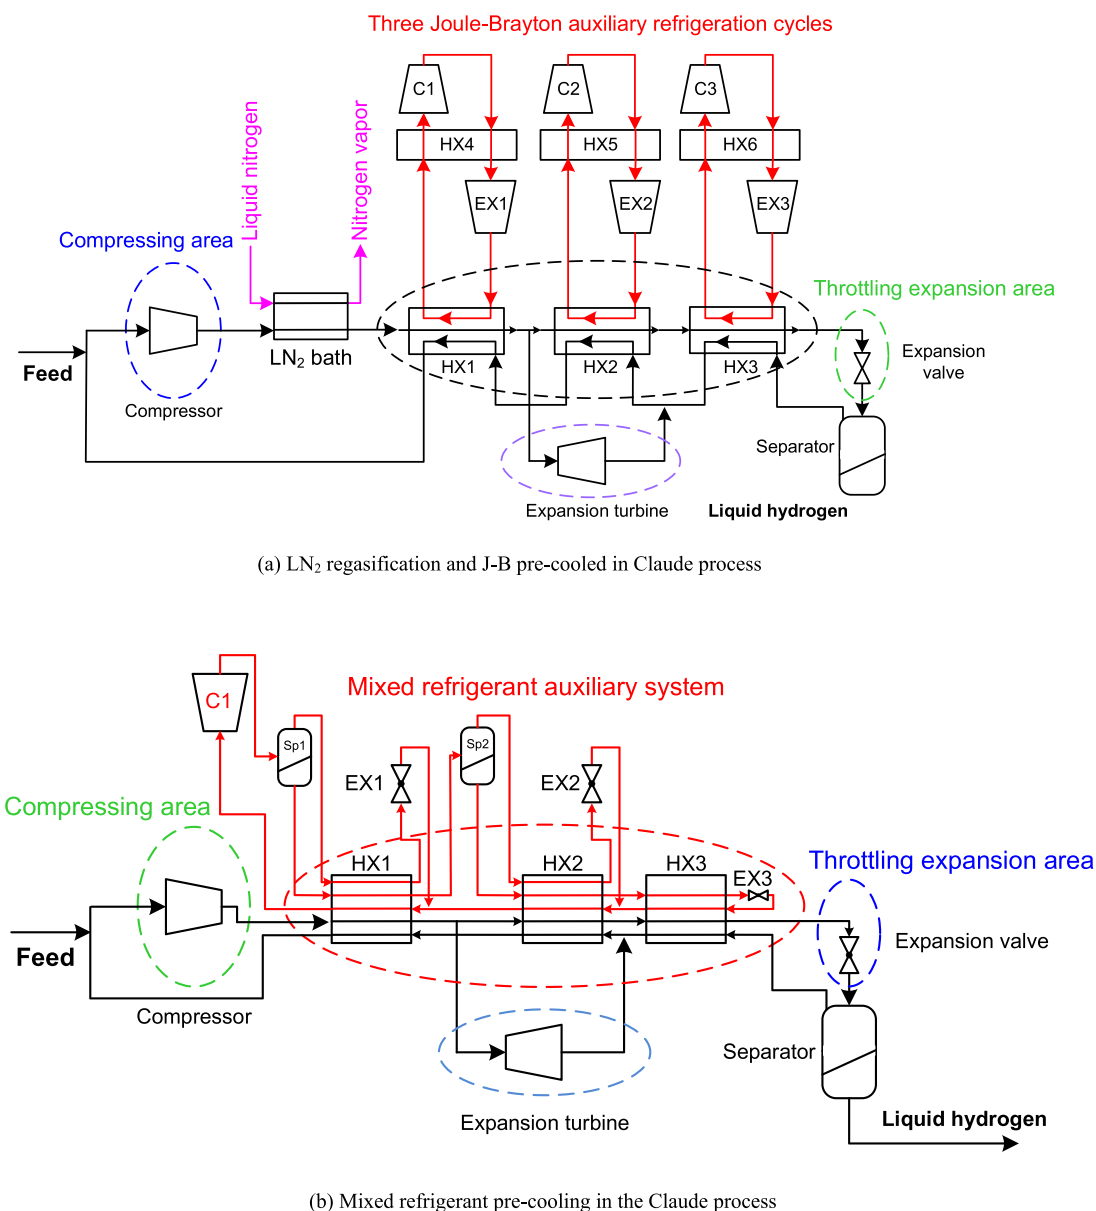 Three Joule-Brayton auxiliary refrigeration cycles
C1
C2
C3
HX4
HX5
HX6
Liquid nitrogen
Nitrogen vapor
EX1
EX2
EX3
Compressing area
Throttling expansion area
Feed
LN2 bath
HX1
HX2
HX3
Expansion
valve
Compressor
Separator
Expansion turbine
Liquid hydrogen
(a) LN2 regasification and J-B pre-cooled in Claude process
Mixed refrigerant auxiliary system
C1
Sp1
Sp2
EX1
EX2
Compressing area
HX1
HX2
HX3
Throttling expansion area
EX3
Feed
Expansion valve
Compressor
Separator
Expansion turbine
Liquid hydrogen
(b) Mixed refrigerant pre-cooling in the Claude process